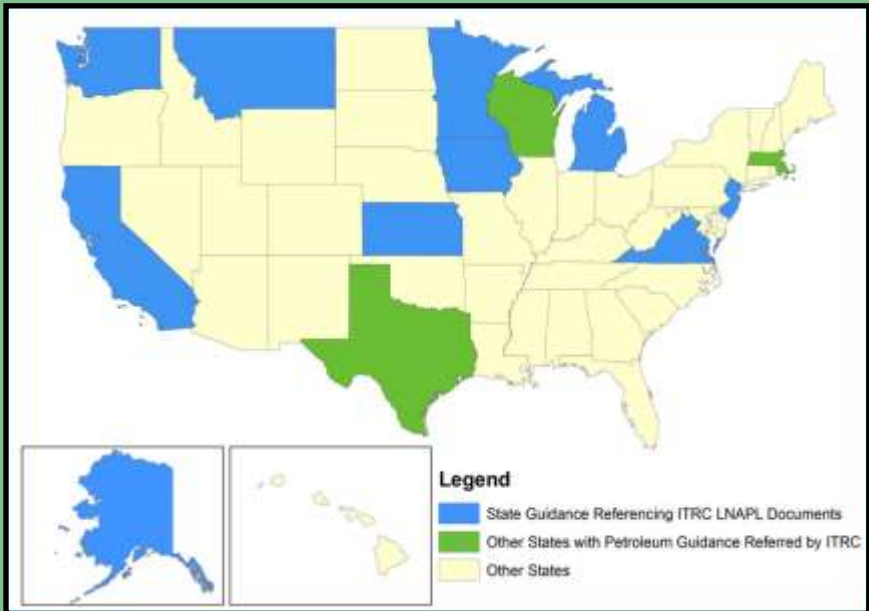 Legend
State Guidance Referencing ITRC LNAPL Documents
Other States with Petroleum Guidance Referred by ITRC
Other States